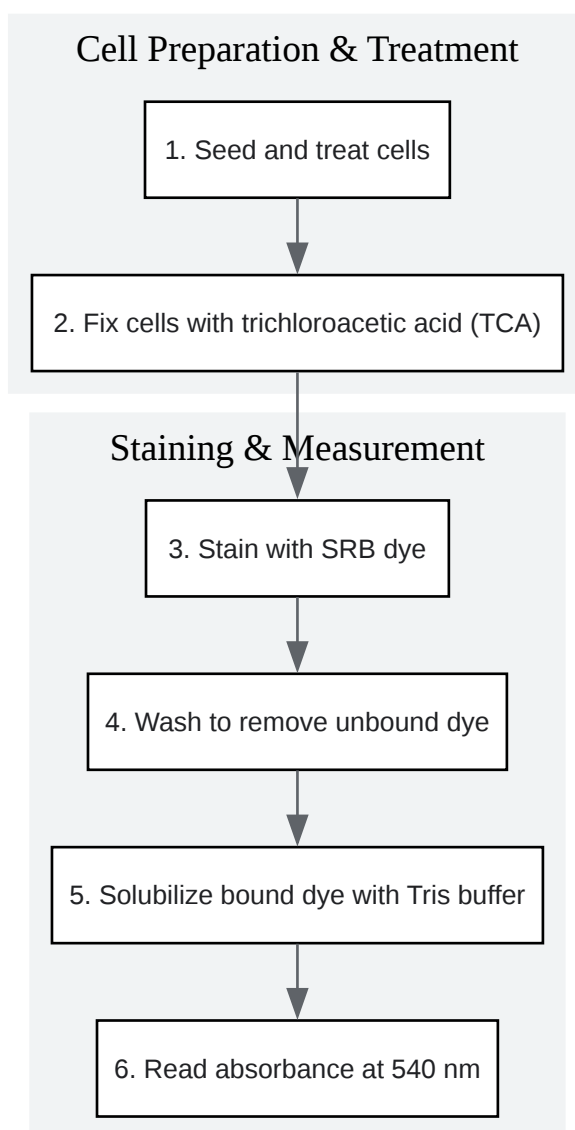 Cell Preparation & Treatment
1. Seed and treat cells
2. Fix cells with trichloroacetic acid (TCA)
Staining & Measurement
3. Stain with SRB dye
4. Wash to remove unbound dye
5. Solubilize bound dye with Tris buffer
6. Read absorbance at 540 nm